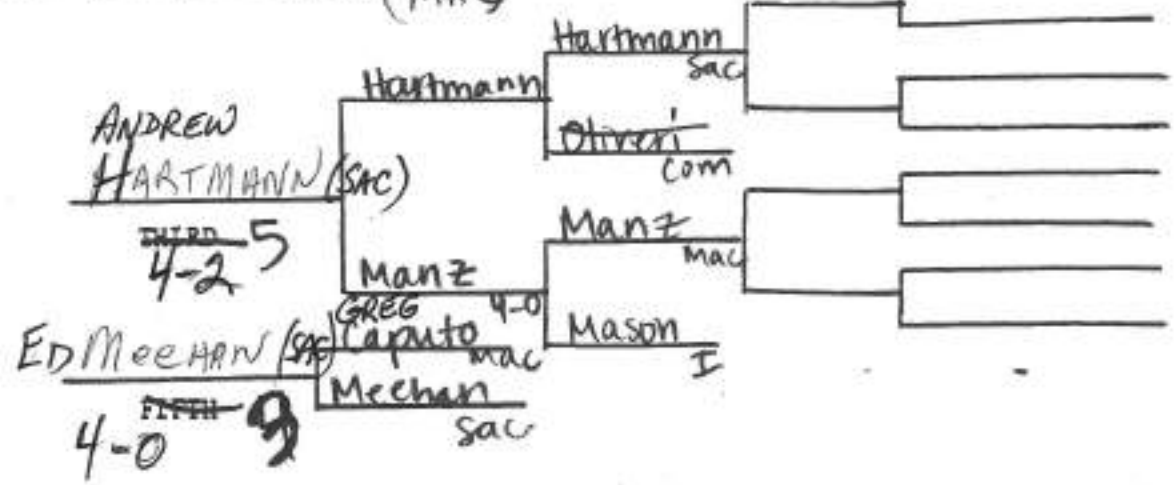 Hartmann
Sac
Hartmann
Oliveri
com
ANDREW
HARTMANN (SAC)
THIRD 5
4-2
Manz
mac
Manz
4-0
Mason
I
GREG
Caputo
mac
ED MeeHAN (SAC)
Meehan
Sac
FIFTH
4-0